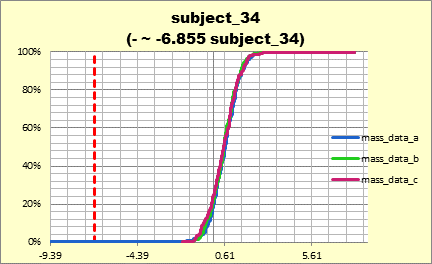 subject_34
(- ~ -6.855 subject_34)
100%
80%
60%
40%
20%
0%
-9.39 -4.39 0.61 5.61
mass_data_a
mass_data_b
mass_data_c